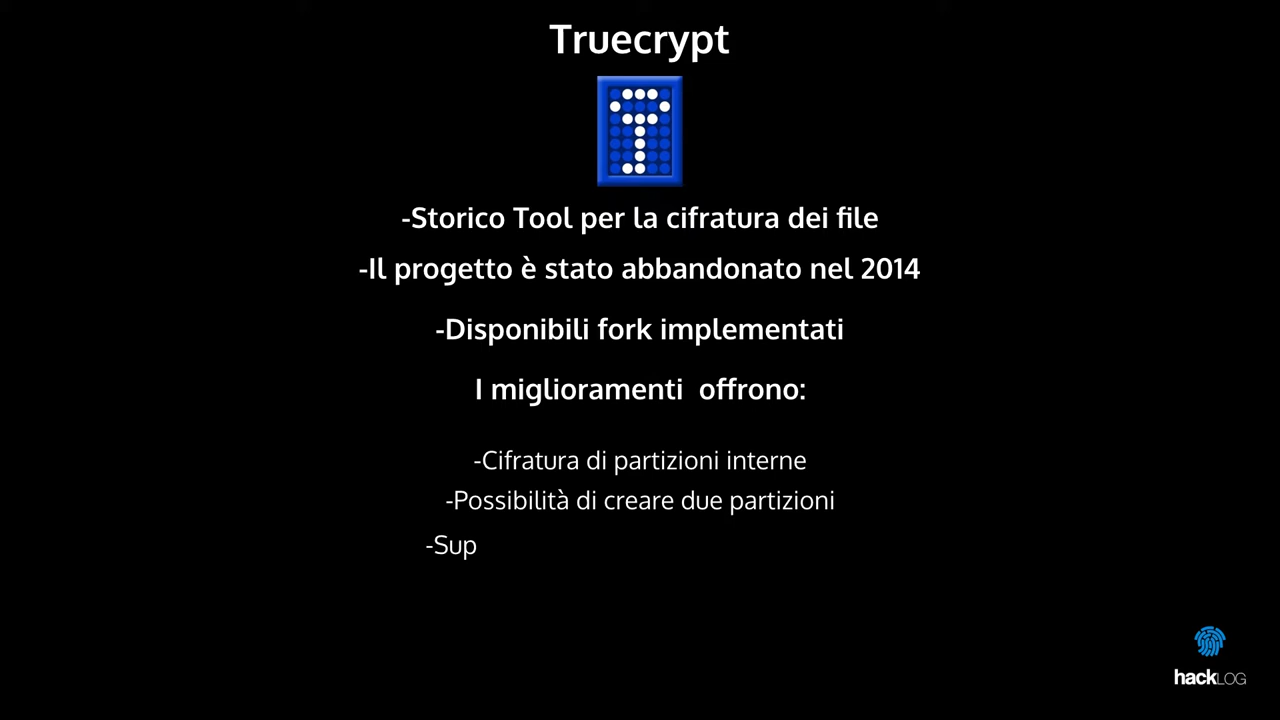 Truecrypt
-Storico Tool per la cifratura dei file
-Il progetto è stato abbandonato nel 2014
-Disponibili fork implementati
I miglioramenti  offrono:
-Cifratura di partizioni interne
-Possibilità di creare due partizioni
-Sup
hackLOG